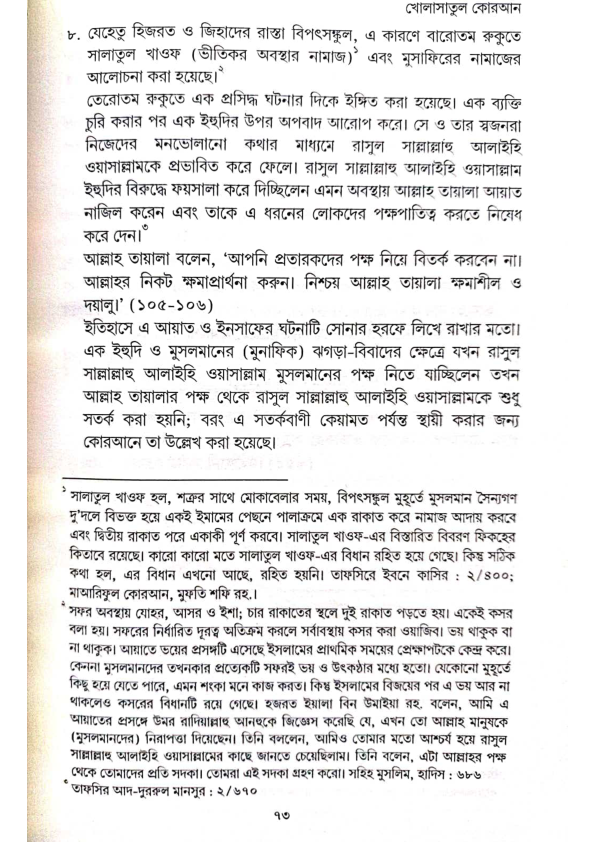 খোলাসাতুল কোরআন
৮. যেহেতু হিজরত ও জিহাদের রাস্তা বিপৎসঙ্কুল, এ কারণে বারোতম রুকুতে
সালাতুল খাওফ (ভীতিকর অবস্থার নামাজ)১ এবং মুসাফিরের নামাজের
আলোচনা করা হয়েছে।২
তেরোতম রুকুতে এক প্রসিদ্ধ ঘটনার দিকে ইঙ্গিত করা হয়েছে। এক ব্যক্তি
চুরি করার পর এক ইহুদির উপর অপবাদ আরোপ করে। সে ও তার স্বজনরা
নিজেদের মনভোলানো কথার মাধ্যমে রাসুল সাল্লাল্লাহু আলাইহি
ওয়াসাল্লামকে প্রভাবিত করে ফেলে। রাসুল সাল্লাল্লাহু আলাইহি ওয়াসাল্লাম
ইহুদির বিরুদ্ধে ফয়সালা করে দিচ্ছিলেন এমন অবস্থায় আল্লাহ তায়ালা আয়াত
নাজিল করেন এবং তাকে এ ধরনের লোকদের পক্ষপাতিত্ব করতে নিষেধ
করে দেন।৩
আল্লাহ তায়ালা বলেন, ‘আপনি প্রতারকদের পক্ষ নিয়ে বিতর্ক করবেন না।
আল্লাহর নিকট ক্ষমাপ্রার্থনা করুন। নিশ্চয় আল্লাহ তায়ালা ক্ষমাশীল ও
দয়ালু।’ (১০৫-১০৬)
ইতিহাসে এ আয়াত ও ইনসাফের ঘটনাটি সোনার হরফে লিখে রাখার মতো।
এক ইহুদি ও মুসলমানের (মুনাফিক) ঝগড়া-বিবাদের ক্ষেত্রে যখন রাসুল
সাল্লাল্লাহু আলাইহি ওয়াসাল্লাম মুসলমানের পক্ষ নিতে যাচ্ছিলেন তখন
আল্লাহ তায়ালার পক্ষ থেকে রাসুল সাল্লাল্লাহু আলাইহি ওয়াসাল্লামকে শুধু
সতর্ক করা হয়নি; বরং এ সতর্কবাণী কেয়ামত পর্যন্ত স্থায়ী করার জন্য
কোরআনে তা উল্লেখ করা হয়েছে।
১ সালাতুল খাওফ হল, শত্রুর সাথে মোকাবেলার সময়, বিপৎসঙ্কুল মুহূর্তে মুসলমান সৈন্যগণ
দু’দলে বিভক্ত হয়ে একই ইমামের পেছনে পালাক্রমে এক রাকাত করে নামাজ আদায় করবে
এবং দ্বিতীয় রাকাত পরে একাকী পূর্ণ করবে। সালাতুল খাওফ-এর বিস্তারিত বিবরণ ফিকহের
কিতাবে রয়েছে। কারো কারো মতে সালাতুল খাওফ-এর বিধান রহিত হয়ে গেছে। কিন্তু সঠিক
কথা হল, এর বিধান এখনো আছে, রহিত হয়নি। তাফসিরে ইবনে কাসির : ২/৪০০;
মাআরিফুল কোরআন, মুফতি শফি রহ.।
২ সফর অবস্থায় যোহর, আসর ও ইশা; চার রাকাতের স্থলে দুই রাকাত পড়তে হয়। একেই কসর
বলা হয়। সফরের নির্ধারিত দূরত্ব অতিক্রম করলে সর্বাবস্থায় কসর করা ওয়াজিব। ভয় থাকুক বা
না থাকুক। আয়াতে ভয়ের প্রসঙ্গটি এসেছে ইসলামের প্রাথমিক সময়ের প্রেক্ষাপটকে কেন্দ্র করে।
কেননা মুসলমানদের তখনকার প্রত্যেকটি সফরই ভয় ও উৎকণ্ঠার মধ্যে হতো। যেকোনো মুহূর্তে
কিছু হয়ে যেতে পারে, এমন শংকা মনে কাজ করত। কিন্তু ইসলামের বিজয়ের পর এ ভয় আর না
থাকলেও কসরের বিধানটি রয়ে গেছে। হজরত ইয়ালা বিন উমাইয়া রহ. বলেন, আমি এ
আয়াতের প্রসঙ্গে উমর রাদিয়াল্লাহু আনহুকে জিজ্ঞেস করেছি যে, এখন তো আল্লাহ মানুষকে
(মুসলমানদের) নিরাপত্তা দিয়েছেন। তিনি বললেন, আমিও তোমার মতো আশ্চর্য হয়ে রাসুল
সাল্লাল্লাহু আলাইহি ওয়াসাল্লামের কাছে জানতে চেয়েছিলাম। তিনি বলেন, এটা আল্লাহর পক্ষ
থেকে তোমাদের প্রতি সদকা। তোমরা এই সদকা গ্রহণ করো। সহিহ মুসলিম, হাদিস : ৬৮৬
৩ তাফসির আদ-দুররুল মানসুর : ২/৬৭০
৭৩